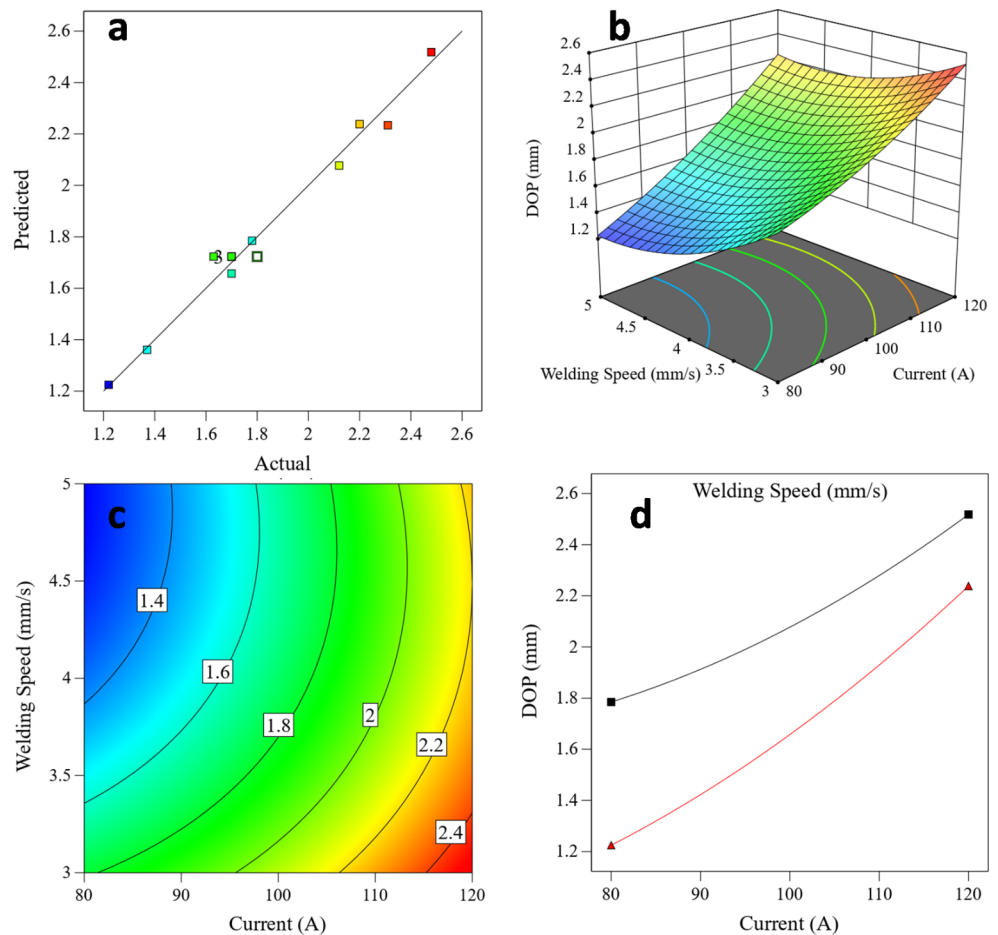 a
2.6
2.4
2.2
2
1.8
1.6
1.4
1.2
Predicted
3
1.2 1.4 1.6 1.8 2 2.2 2.4 2.6
Actual
b
2.6
2.4
2.2
2
1.8
1.6
1.4
1.2
DOP (mm)
5
4.5
4
3.5
3
Welding Speed (mm/s)
80
90
100
110
120
Current (A)
c
5
4.5
4
3.5
3
Welding Speed (mm/s)
1.4
1.6
1.8
2
2.2
2.4
80 90 100 110 120
Current (A)
Welding Speed (mm/s)
d
2.6
2.4
2.2
2
1.8
1.6
1.4
1.2
DOP (mm)
80 90 100 110 120
Current (A)